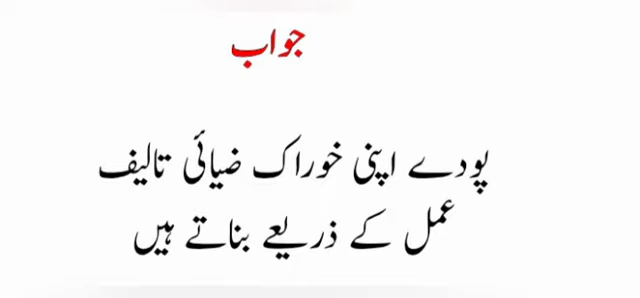 جواب
پودے اپنی خوراک ضیائی تالیف
عمل کے ذریعے بناتے ہیں